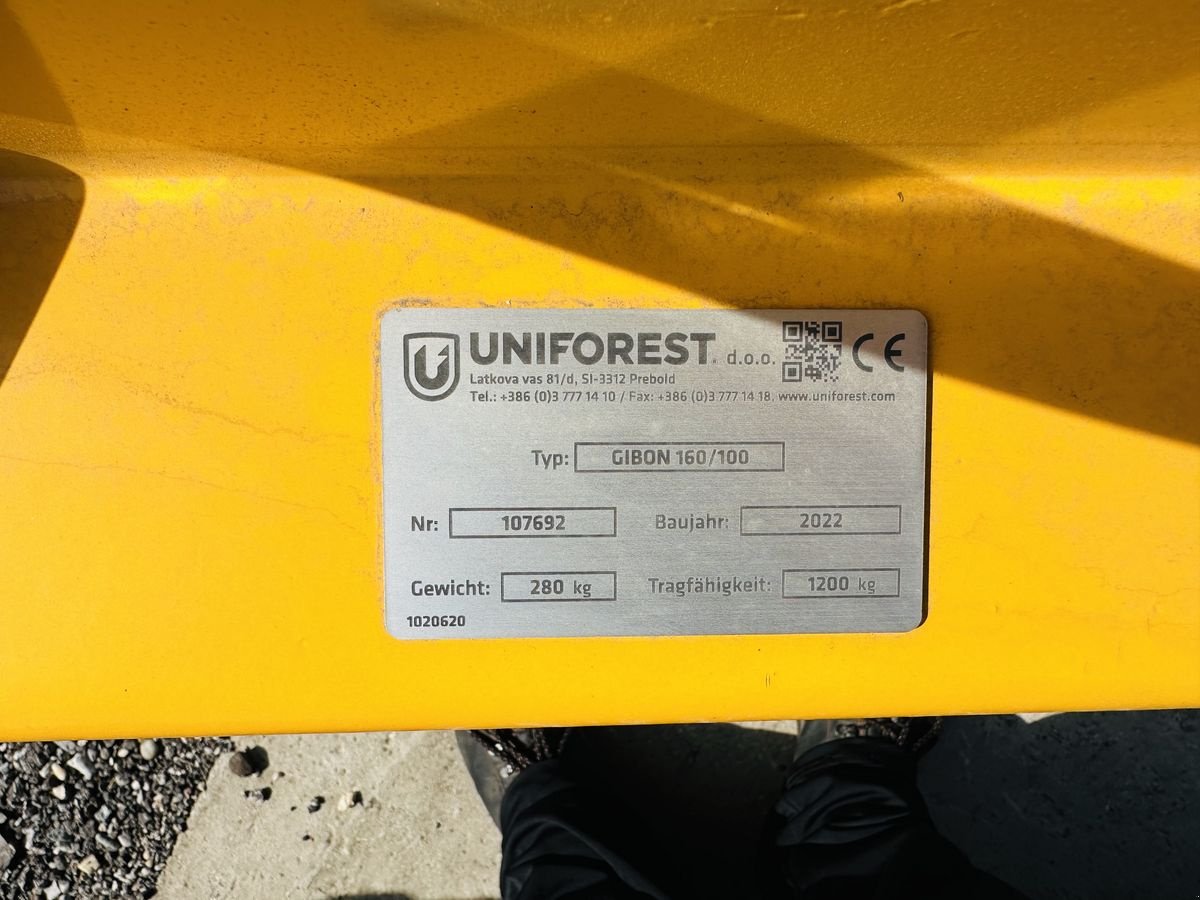 UNIFOREST d.o.o. CE
Latkova vas 81/d, SI-3312 Prebold
Tel.: +386 (0)3 777 14 10 / Fax: +386 (0)3 777 14 18, www.uniforest.com
Typ: GIBON 160/100
Nr: 107692 Baujahr: 2022
Gewicht: 280 kg Tragfähigkeit: 1200 kg
1020620